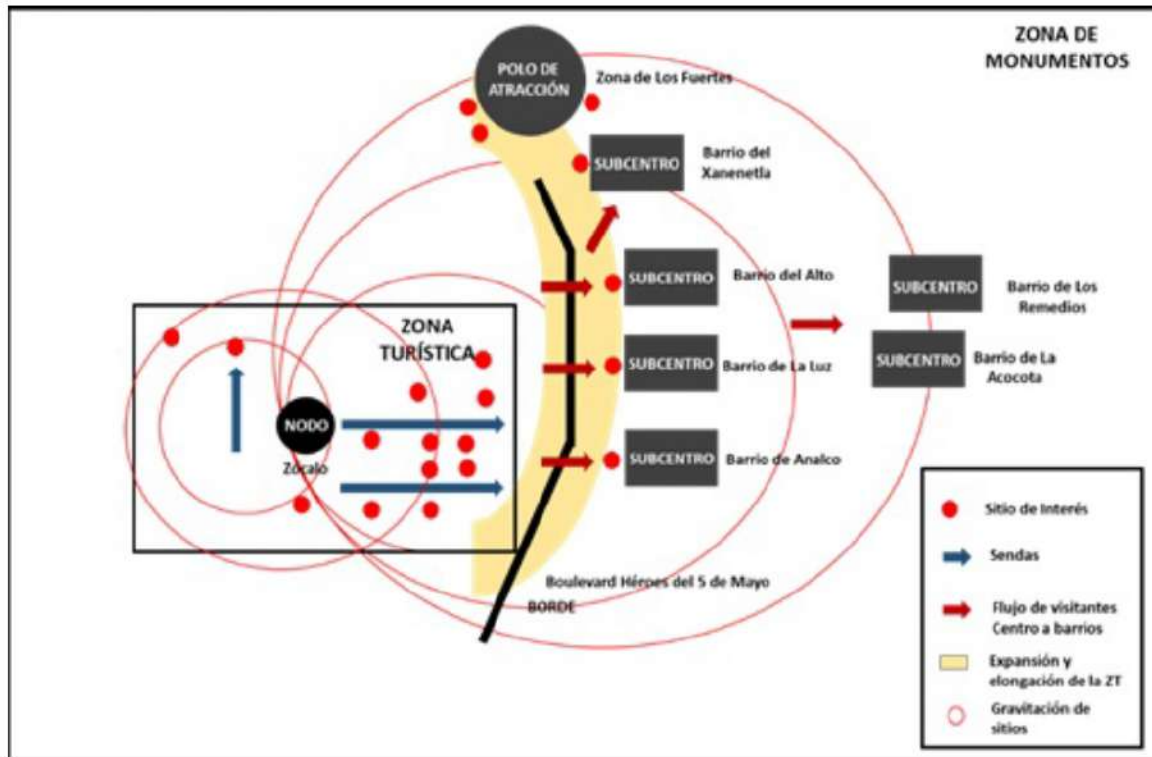 ZONA DE
MONUMENTOS
POLO DE
ATRACCIÓN
Zona de Los Fuertes
SUBCENTRO
Barrio del
Xanenetla
SUBCENTRO
Barrio del Alto
SUBCENTRO
Barrio de Los
Remedios
ZONA
TURÍSTICA
SUBCENTRO
Barrio de La Luz
SUBCENTRO
Barrio de La
Acocota
NODO
Zócalo
SUBCENTRO
Barrio de Analco
Boulevard Héroes del 5 de Mayo
BORDE
Sitio de Interés
Sendas
Flujo de visitantes
Centro a barrios
Expansión y
elongación de la ZT
Gravitación de
sitios